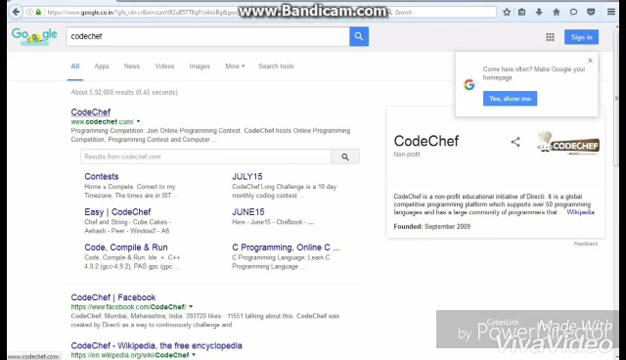 www.Bandicam.com
https://www.google.co.in/?gfe_rd=cr&ei=
Search
Google
codechef
Sign in
All Apps News Videos Images More Search tools
About 5,92,000 results (0.45 seconds)
Come here often? Make Google your
homepage.
Yes, show me
CodeChef
www.codechef.com/
Programming Competition: Join Online Programming Contest CodeChef hosts Online Programming
Competition, Programming Contest and Computer ...
Results from codechef.com
Contests
Home » Compete. Convert to my
Timezone. The times are in IST ...
JULY15
CodeChef Long Challenge is a 10 day
monthly coding contest
Easy | CodeChef
Chef and String · Cube Cakes -
Aehash - Peer - Window2 - A6
JUNE15
Here - June15 - Chefbook - ...
Code, Compile & Run
Code, Compile & Run. Ide. + C++
4.9.2 (gcc-4.9.2), PAS gpc (gpc ...
C Programming, Online C ...
C Programming Language: Learn C
Programming Language ...
CodeChef | Facebook
https://www.facebook.com/CodeChef/
CodeChef, Mumbai, Maharashtra, India. 393720 likes · 11551 talking about this. CodeChef was
created by Directi as a way to continuously challenge and ...
CodeChef - Wikipedia, the free encyclopedia
https://en.wikipedia.org/wiki/CodeChef
CodeChef
Non-profit
CODECHEF
CodeChef is a non-profit educational initiative of Directi. It is a global
competitive programming platform which supports over 50 programming
languages and has a large community of programmers that ... Wikipedia
Founded: September 2009
Feedback
www.codechef.com
CyberLink
by PowerDirector
Made With
VivaVideo